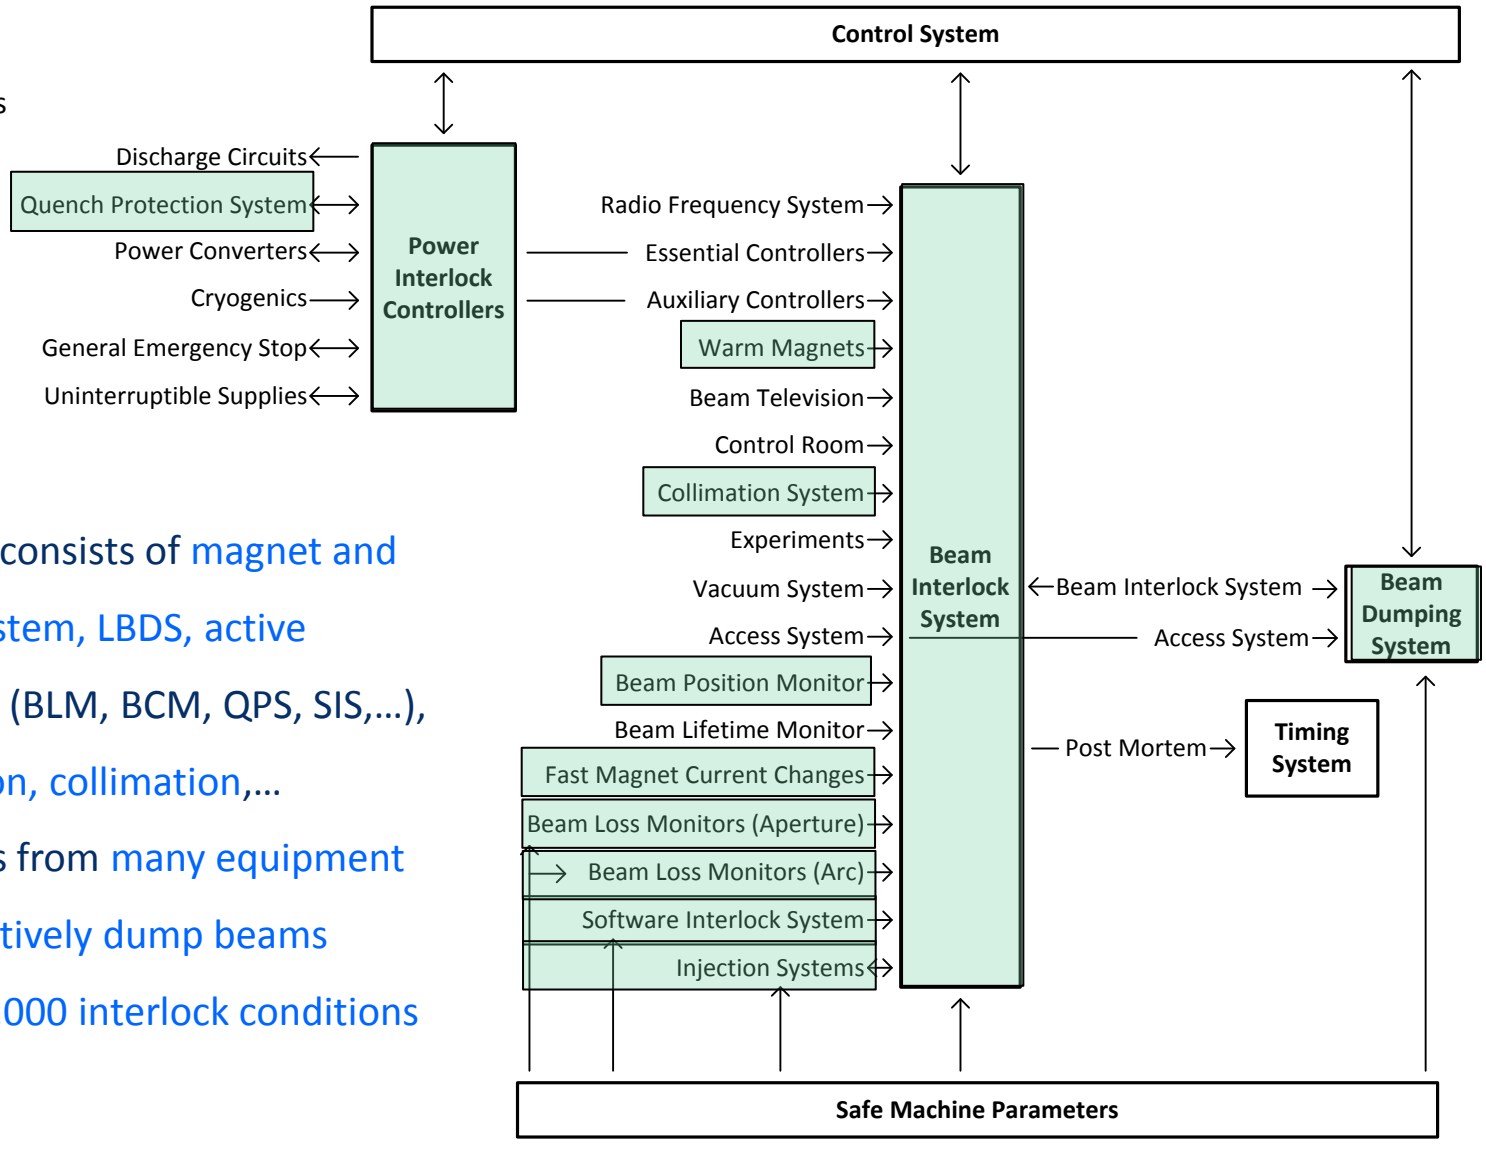 Control System
s
Discharge Circuits
Quench Protection System
Power Converters
Cryogenics
General Emergency Stop
Uninterruptible Supplies
Power
Interlock
Controllers
Radio Frequency System
Essential Controllers
Auxiliary Controllers
Warm Magnets
Beam Television
Control Room
Collimation System
Experiments
Vacuum System
Access System
Beam Position Monitor
Beam Lifetime Monitor
Fast Magnet Current Changes
Beam Loss Monitors (Aperture)
Beam Loss Monitors (Arc)
Software Interlock System
Injection Systems
Beam
Interlock
System
Beam Interlock System
Access System
Beam
Dumping
System
Post Mortem
Timing
System
Safe Machine Parameters
consists of magnet and
stem, LBDS, active
(BLM, BCM, QPS, SIS,...),
on, collimation,...
s from many equipment
tively dump beams
000 interlock conditions